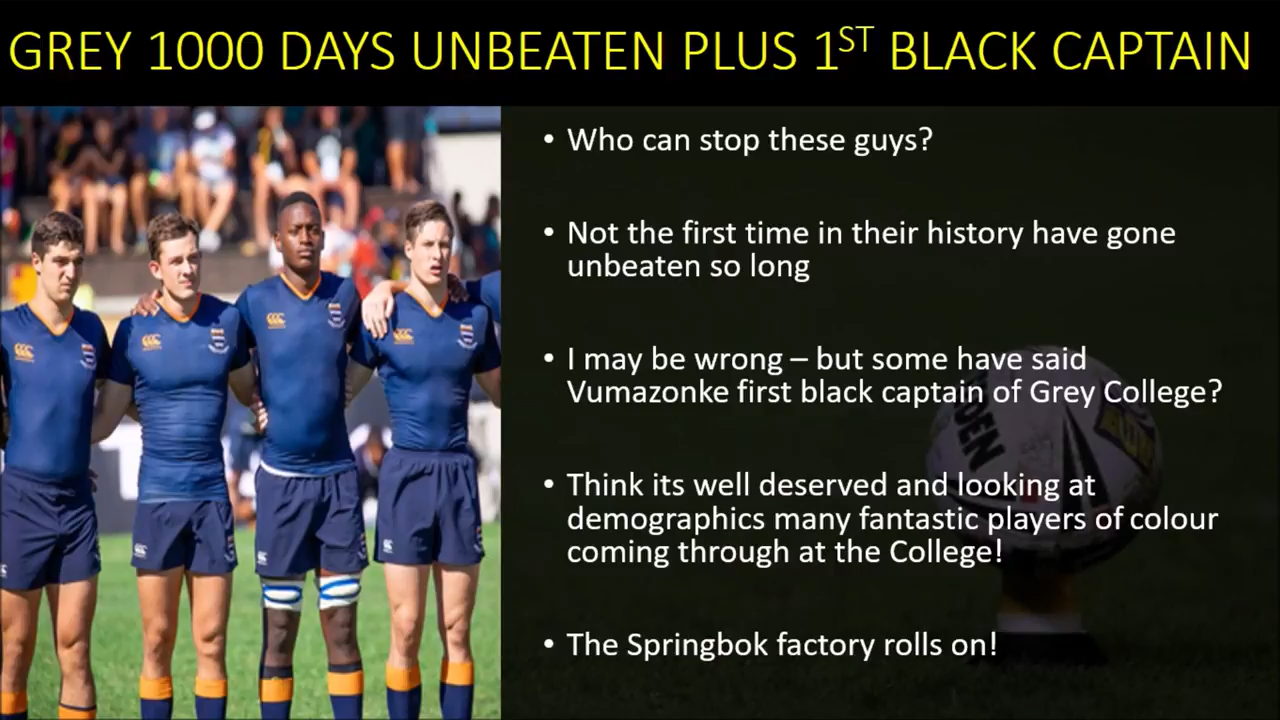 GREY 1000 DAYS UNBEATEN PLUS 1ST BLACK CAPTAIN
• Who can stop these guys?
• Not the first time in their history have gone
unbeaten so long
• I may be wrong – but some have said
Vumazonke first black captain of Grey College?
• Think its well deserved and looking at
demographics many fantastic players of colour
coming through at the College!
• The Springbok factory rolls on!